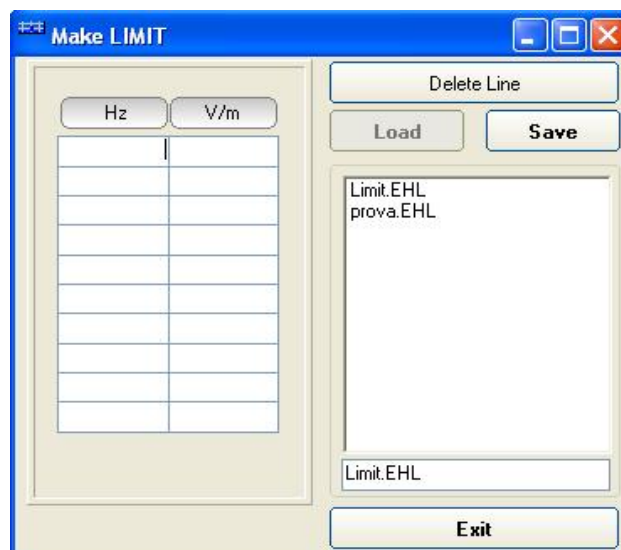 Make LIMIT
Hz V/m
Delete Line
Load Save
Limit.EHL
prova.EHL
Limit.EHL
Exit